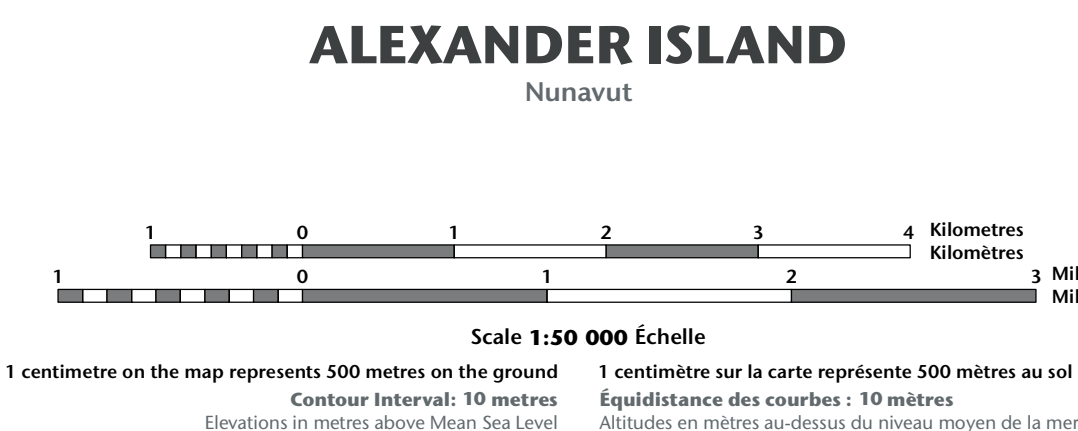 ALEXANDER ISLAND
Nunavut
1 0 1 2 3 4 Kilometres
Kilomètres
1 0 1 2 3 Mil
Mil
Scale 1:50 000 Échelle
1 centimetre on the map represents 500 metres on the ground
1 centimètre sur la carte représente 500 mètres au sol
Contour Interval: 10 metres
Équidistance des courbes : 10 mètres
Elevations in metres above Mean Sea Level
Altitudes en mètres au-dessus du niveau moyen de la mer